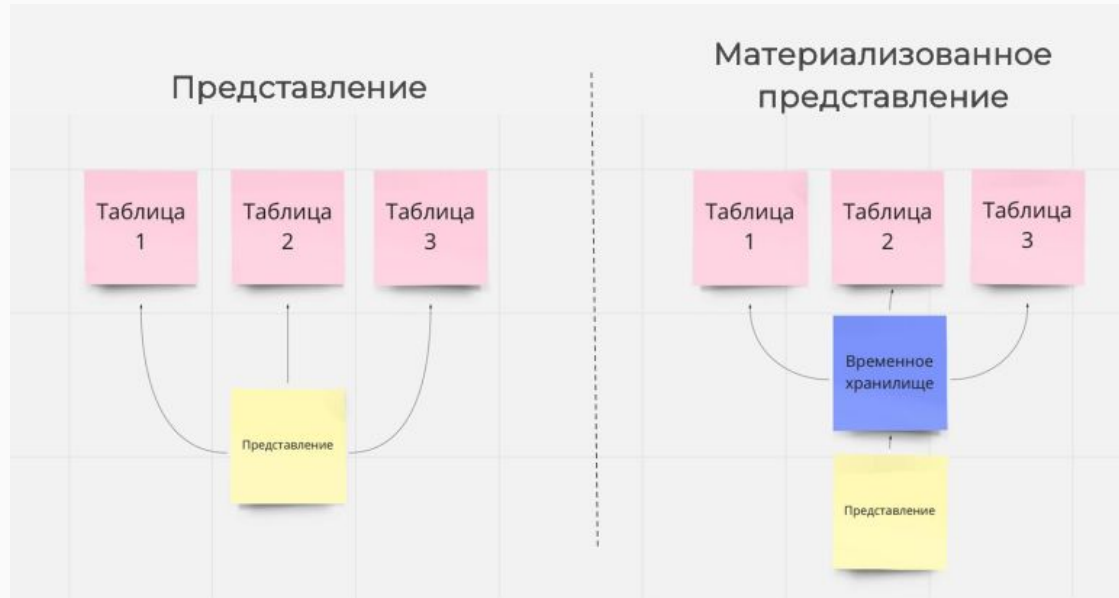 Представление
Таблица
1
Таблица
2
Таблица
3
Представление
Материализованное
представление
Таблица
1
Таблица
2
Таблица
3
Временное
хранилище
Представление